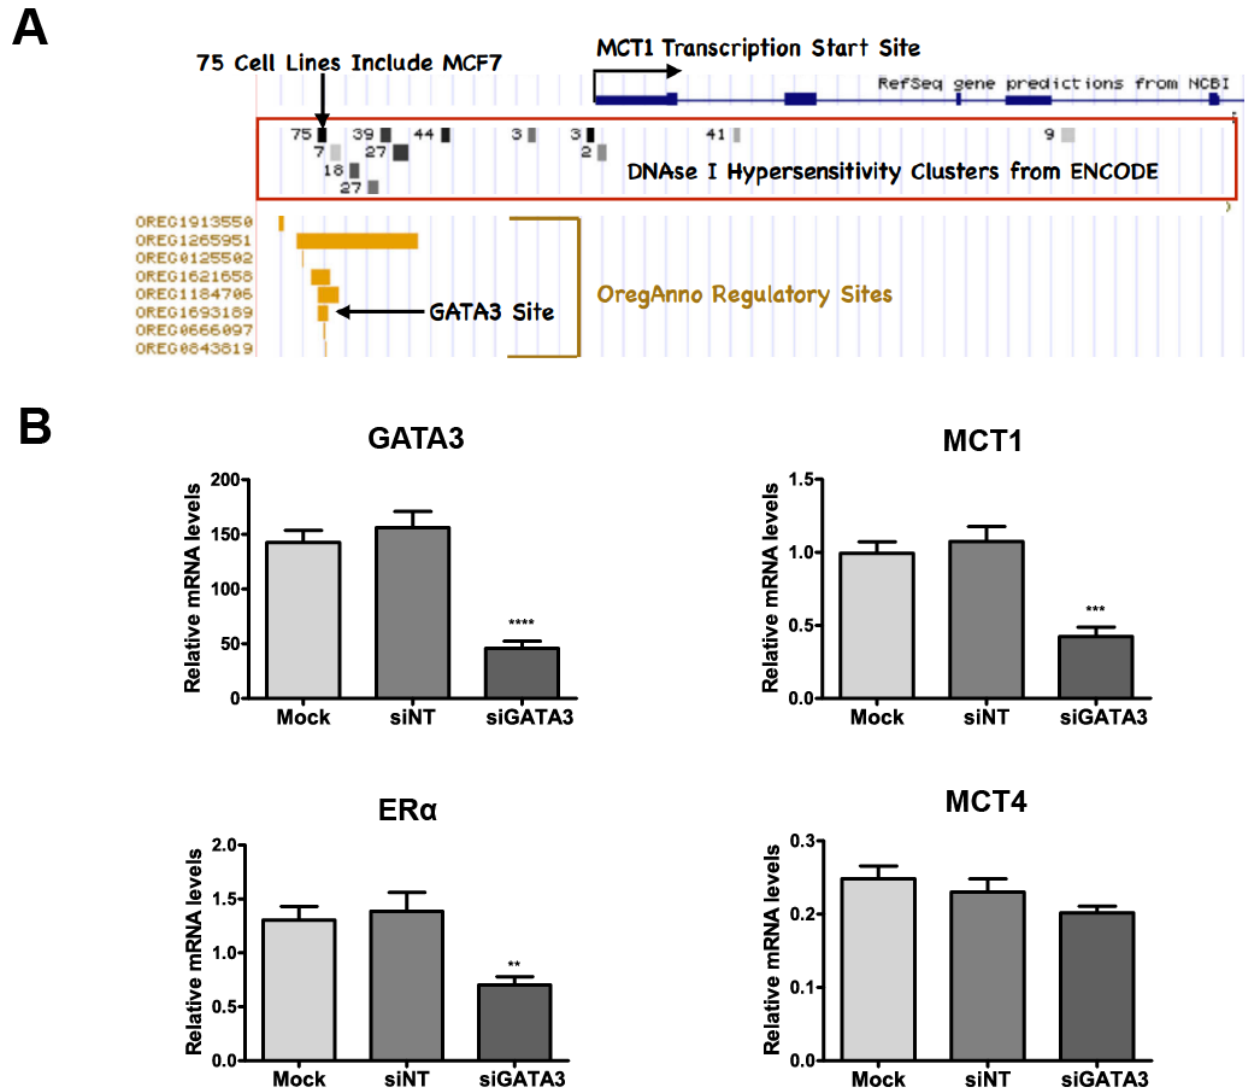 A
MCT1 Transcription Start Site
75 Cell Lines Include MCF7
RefSeq gene predictions from NCBI
75 39 44 3 3 41 9
7 27 2
DNAse I Hypersensitivity Clusters from ENCODE
18
27
OREG1913550
OREG1265951
OREG0125502
OREG1621658
OREG1184706
OregAnno Regulatory Sites
OREG1693189
GATA3 Site
OREG0666097
OREG0843819
B
GATA3
Relative mRNA levels
200
150
100
50
0
****
Mock siNT siGATA3
MCT1
Relative mRNA levels
1.5
1.0
0.5
0.0
***
Mock siNT siGATA3
ERα
Relative mRNA levels
2.0
1.5
1.0
0.5
0.0
**
Mock siNT siGATA3
MCT4
Relative mRNA levels
0.3
0.2
0.1
0.0
Mock siNT siGATA3